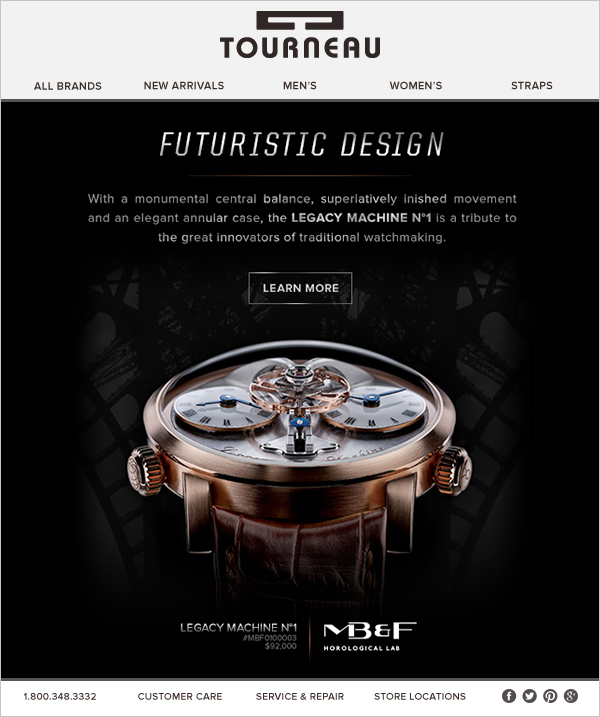 TOURNEAU
ALL BRANDS NEW ARRIVALS MEN'S WOMEN'S STRAPS
FUTURISTIC DESIGN
With a monumental central balance, superlatively inished movement
and an elegant annular case, the LEGACY MACHINE N°1 is a tribute to
the great innovators of traditional watchmaking.
LEARN MORE
LEGACY MACHINE N°1
#MBF0100003
$92,000
MB&F
HOROLOGICAL LAB
1.800.348.3332 CUSTOMER CARE SERVICE & REPAIR STORE LOCATIONS